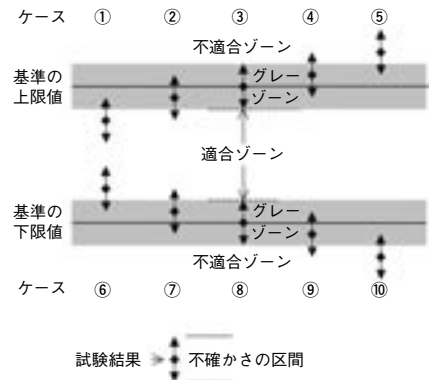 ケース ① ② ③ ④ ⑤
不適合ゾーン
基準の
上限値
グレー
ゾーン
適合ゾーン
基準の
下限値
グレー
ゾーン
不適合ゾーン
ケース ⑥ ⑦ ⑧ ⑨ ⑩
試験結果 不確かさの区間